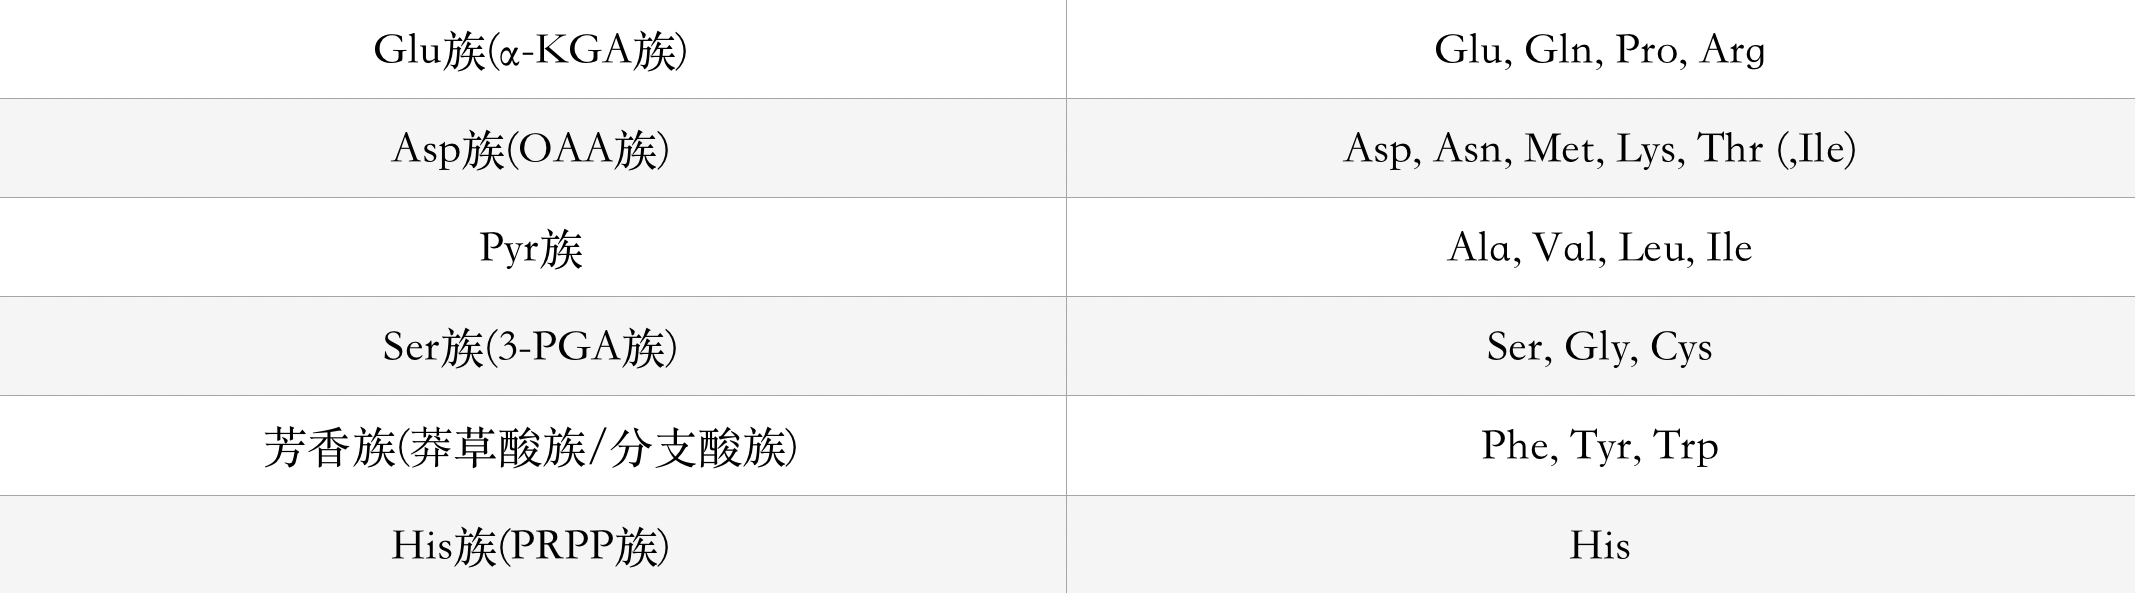 Glu族(α-KGA族)
Glu, Gln, Pro, Arg
Asp族(OAA族)
Asp, Asn, Met, Lys, Thr (,Ile)
Pyr族
Ala, Val, Leu, Ile
Ser族(3-PGA族)
Ser, Gly, Cys
芳香族(莽草酸族/分支酸族)
Phe, Tyr, Trp
His族(PRPP族)
His